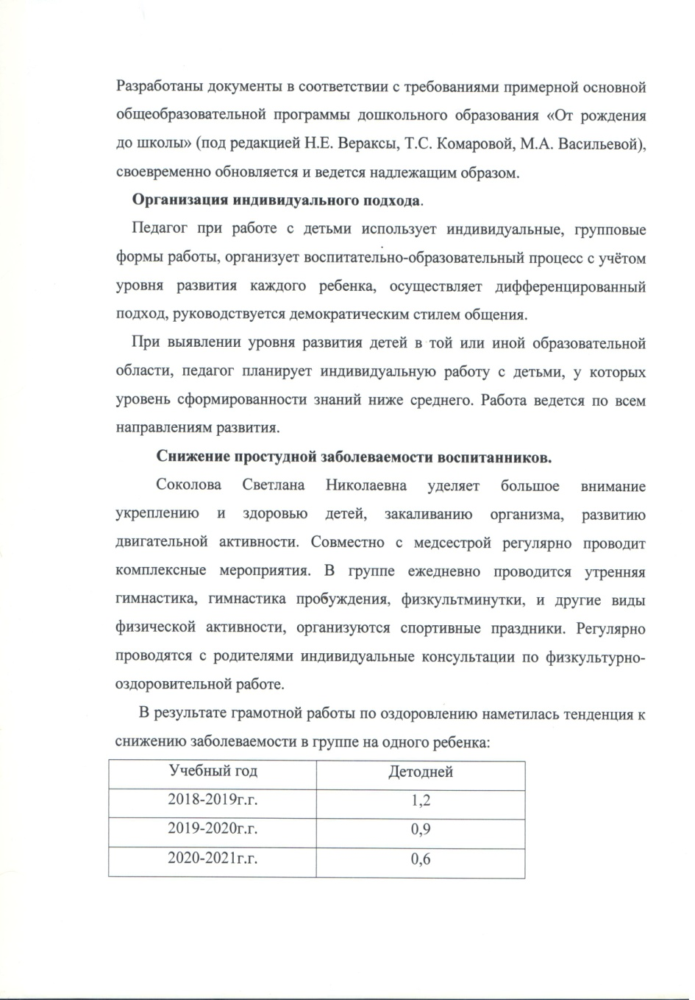 Разработаны документы в соответствии с требованиями примерной основной
общеобразовательной программы дошкольного образования «От рождения
до школы» (под редакцией Н.Е. Вераксы, Т.С. Комаровой, М.А. Васильевой),
своевременно обновляется и ведется надлежащим образом.
Организация индивидуального подхода.
Педагог при работе с детьми использует индивидуальные, групповые
формы работы, организует воспитательно-образовательный процесс с учётом
уровня развития каждого ребенка, осуществляет дифференцированный
подход, руководствуется демократическим стилем общения.
При выявлении уровня развития детей в той или иной образовательной
области, педагог планирует индивидуальную работу с детьми, у которых
уровень сформированности знаний ниже среднего. Работа ведется по всем
направлениям развития.
Снижение простудной заболеваемости воспитанников.
Соколова Светлана Николаевна уделяет большое внимание
укреплению и здоровью детей, закаливанию организма, развитию
двигательной активности. Совместно с медсестрой регулярно проводит
комплексные мероприятия. В группе ежедневно проводится утренняя
гимнастика, гимнастика пробуждения, физкультминутки, и другие виды
физической активности, организуются спортивные праздники. Регулярно
проводятся с родителями индивидуальные консультации по физкультурно-
оздоровительной работе.
В результате грамотной работы по оздоровлению наметилась тенденция к
снижению заболеваемости в группе на одного ребенка:
Учебный год Детодней
2018-2019г.г. 1,2
2019-2020г.г. 0,9
2020-2021г.г. 0,6